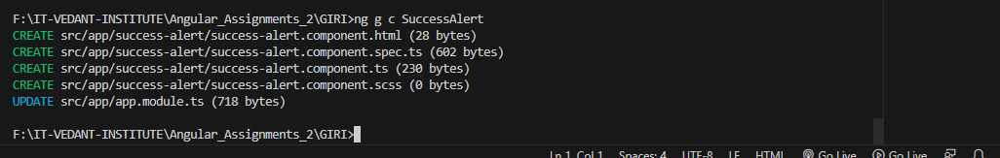 F:\IT-VEDANT-INSTITUTE\Angular_Assignments_2\GIRI>ng g c SuccessAlert
CREATE src/app/success-alert/success-alert.component.html (28 bytes)
CREATE src/app/success-alert/success-alert.component.spec.ts (602 bytes)
CREATE src/app/success-alert/success-alert.component.ts (230 bytes)
CREATE src/app/success-alert/success-alert.component.scss (0 bytes)
UPDATE src/app/app.module.ts (718 bytes)
F:\IT-VEDANT-INSTITUTE\Angular_Assignments_2\GIRI>
Ln 1, Col 1 Spaces: 4 UTF-8 LF HTML Go Live Go Live